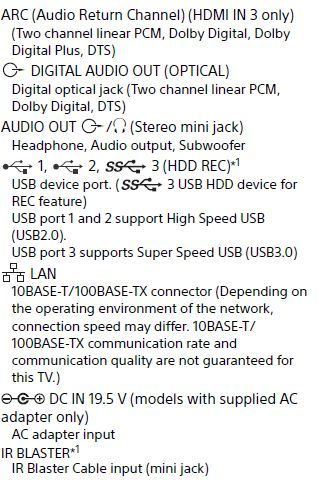 ARC (Audio Return Channel) (HDMI IN 3 only)
(Two channel linear PCM, Dolby Digital, Dolby
Digital Plus, DTS)
DIGITAL AUDIO OUT (OPTICAL)
Digital optical jack (Two channel linear PCM,
Dolby Digital, DTS)
AUDIO OUT / (Stereo mini jack)
Headphone, Audio output, Subwoofer
1, 2, SS 3 (HDD REC)*1
USB device port. (SS 3 USB HDD device for
REC feature)
USB port 1 and 2 support High Speed USB
(USB2.0).
USB port 3 supports Super Speed USB (USB3.0)
LAN
10BASE-T/100BASE-TX connector (Depending on
the operating environment of the network,
connection speed may differ. 10BASE-T/
100BASE-TX communication rate and
communication quality are not guaranteed for
this TV.)
DC IN 19.5 V (models with supplied AC
adapter only)
AC adapter input
IR BLASTER*1
IR Blaster Cable input (mini jack)